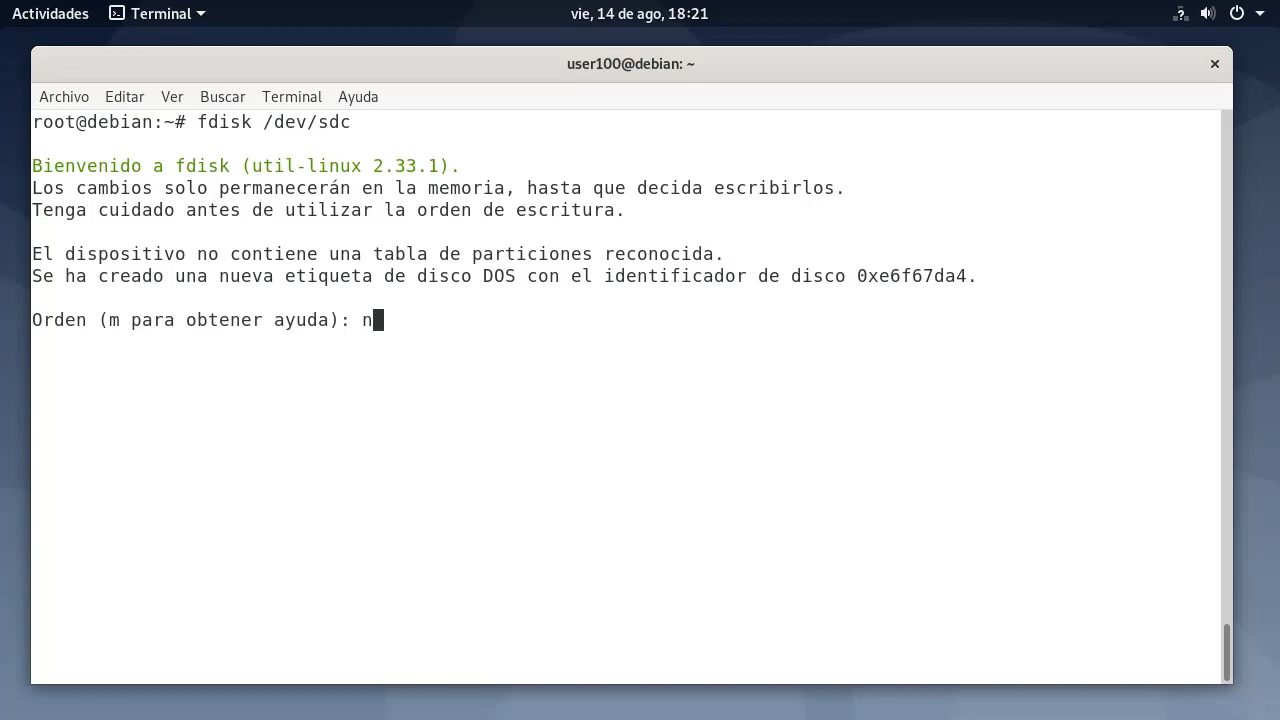 Actividades Terminal vie, 14 de ago, 18:21
user100@debian: ~
Archivo Editar Ver Buscar Terminal Ayuda
root@debian:~# fdisk /dev/sdc
Bienvenido a fdisk (util-linux 2.33.1).
Los cambios solo permanecerán en la memoria, hasta que decida escribirlos.
Tenga cuidado antes de utilizar la orden de escritura.
El dispositivo no contiene una tabla de particiones reconocida.
Se ha creado una nueva etiqueta de disco DOS con el identificador de disco 0xe6f67da4.
Orden (m para obtener ayuda): n